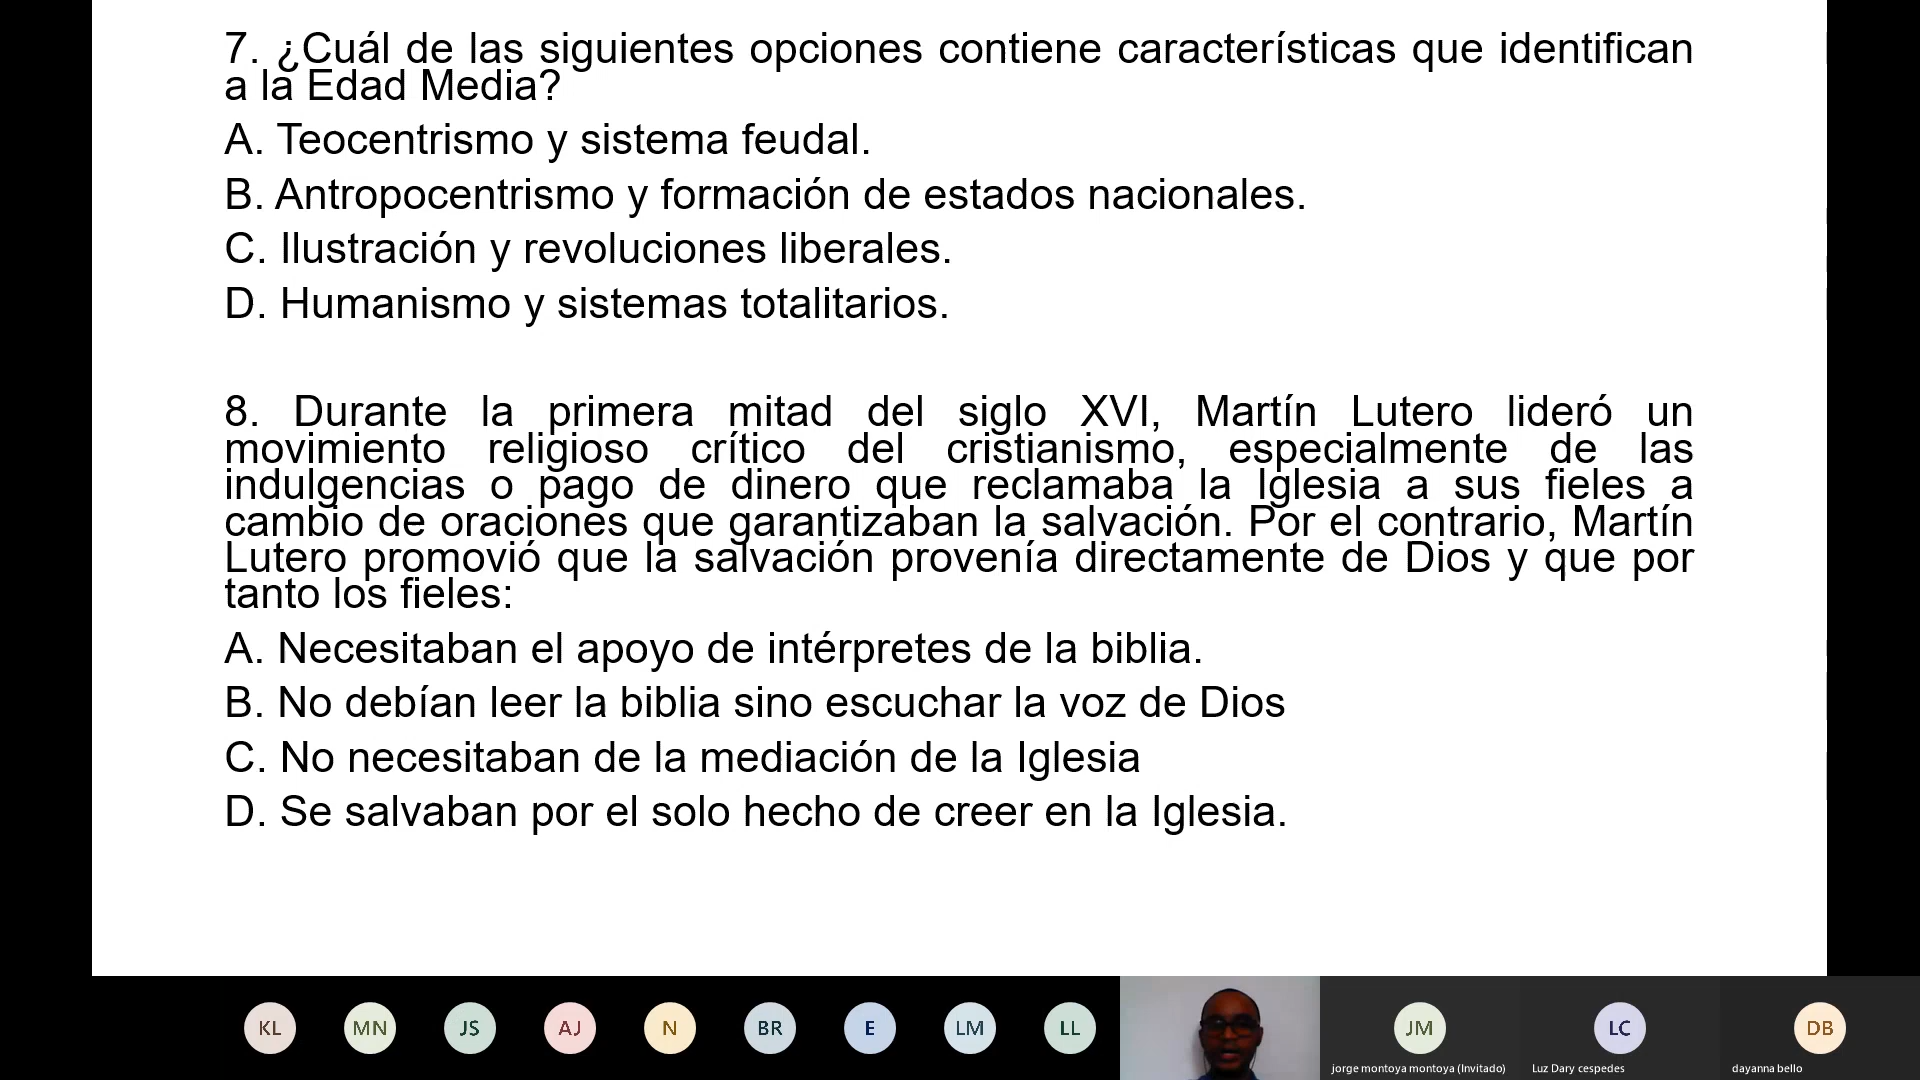 7. ¿Cuál de las siguientes opciones contiene características que identifican
a la Edad Media?
A. Teocentrismo y sistema feudal.
B. Antropocentrismo y formación de estados nacionales.
C. Ilustración y revoluciones liberales.
D. Humanismo y sistemas totalitarios.
8. Durante la primera mitad del siglo XVI, Martín Lutero lideró un
movimiento religioso crítico del cristianismo, especialmente de las
indulgencias o pago de dinero que reclamaba la Iglesia a sus fieles a
cambio de oraciones que garantizaban la salvación. Por el contrario, Martín
Lutero promovió que la salvación provenía directamente de Dios y que por
tanto los fieles:
A. Necesitaban el apoyo de intérpretes de la biblia.
B. No debían leer la biblia sino escuchar la voz de Dios
C. No necesitaban de la mediación de la Iglesia
D. Se salvaban por el solo hecho de creer en la Iglesia.
KL MN JS AJ N BR E LM LL JM LC DB
jorge montoya montoya (Invitado) Luz Dary cespedes dayanna bello